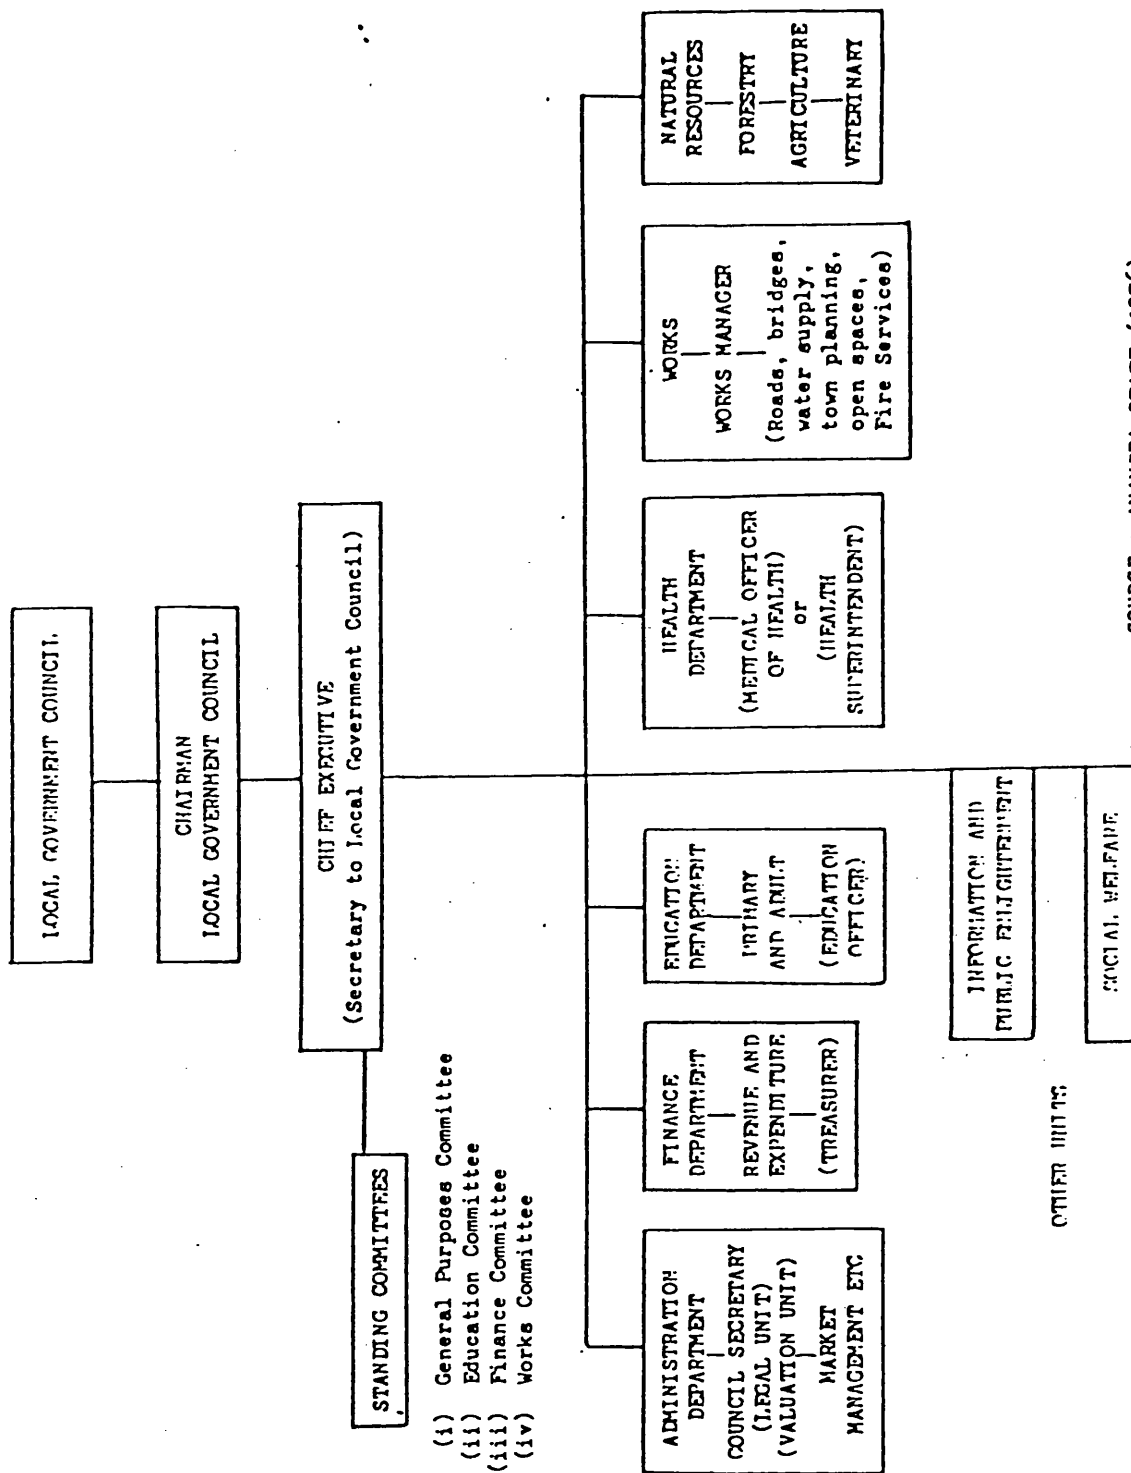 LOCAL GOVERNMENT COUNCIL
CHAIRMAN
LOCAL GOVERNMENT COUNCIL
CHIEF EXECUTIVE
(Secretary to Local Government Council)
STANDING COMMITTEES
(i) General Purposes Committee
(ii) Education Committee
(iii) Finance Committee
(iv) Works Committee
ADMINISTRATION
DEPARTMENT
COUNCIL SECRETARY
(LEGAL UNIT)
(VALUATION UNIT)
MARKET
MANAGEMENT ETC
FINANCE
DEPARTMENT
REVENUE AND
EXPENDITURE
(TREASURER)
EDUCATION
DEPARTMENT
PRIMARY
AND ADULT
(EDUCATION
OFFICER)
HEALTH
DEPARTMENT
(MEDICAL OFFICER
OF HEALTH)
or
(HEALTH
SUPERINTENDENT)
WORKS
WORKS MANAGER
(Roads, bridges,
water supply,
town planning,
open spaces,
Fire Services)
NATURAL
RESOURCES
FORESTRY
AGRICULTURE
VETERINARY
OTHER UNITS
INFORMATION AND
PUBLIC ENLIGHTENMENT
SOCIAL WELFARE